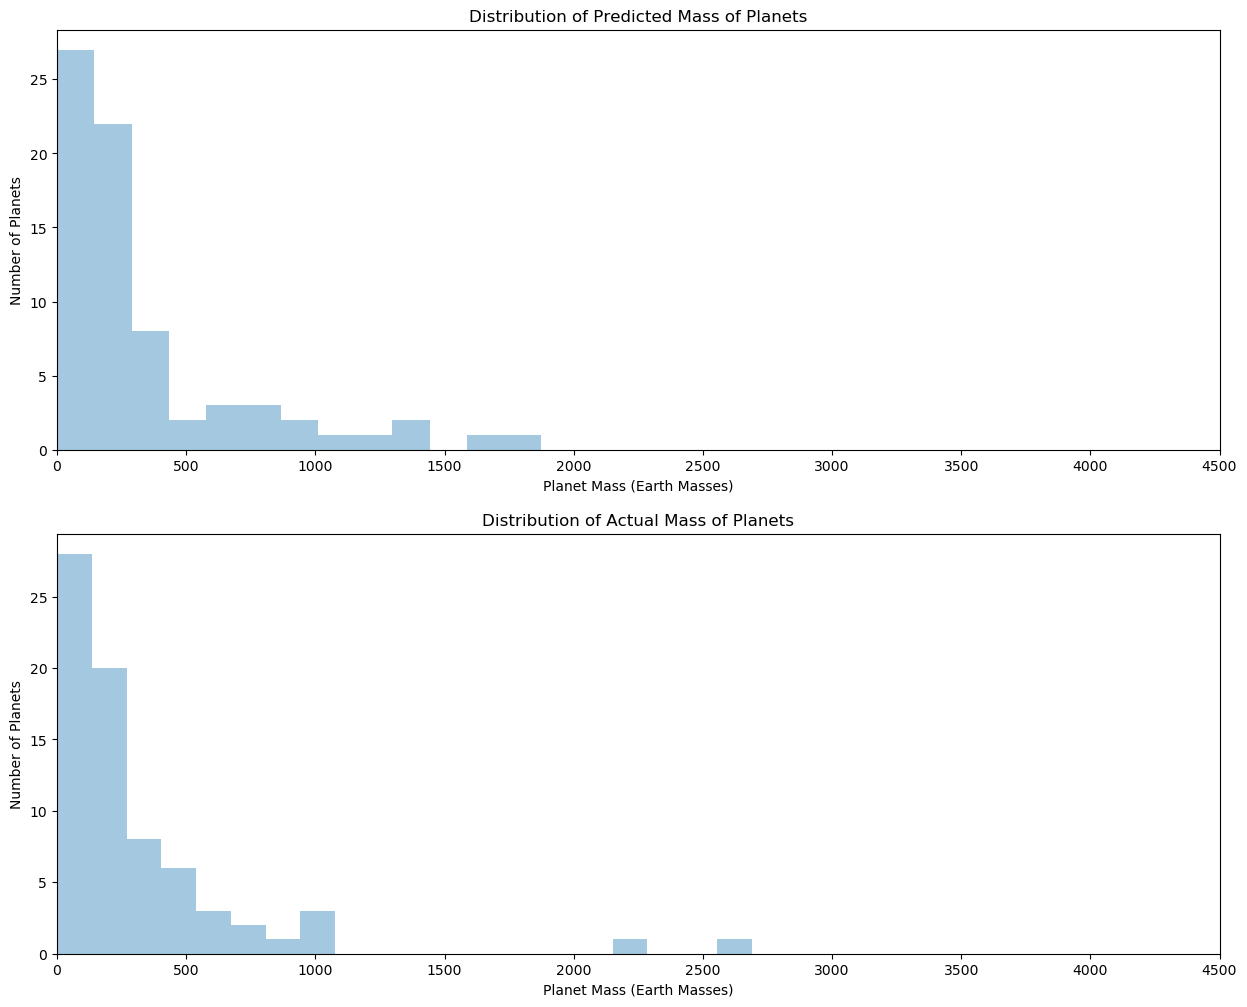 Distribution of Predicted Mass of Planets
25
20
15
10
5
0
Number of Planets
0 500 1000 1500 2000 2500 3000 3500 4000 4500
Planet Mass (Earth Masses)
Distribution of Actual Mass of Planets
25
20
15
10
5
0
Number of Planets
0 500 1000 1500 2000 2500 3000 3500 4000 4500
Planet Mass (Earth Masses)